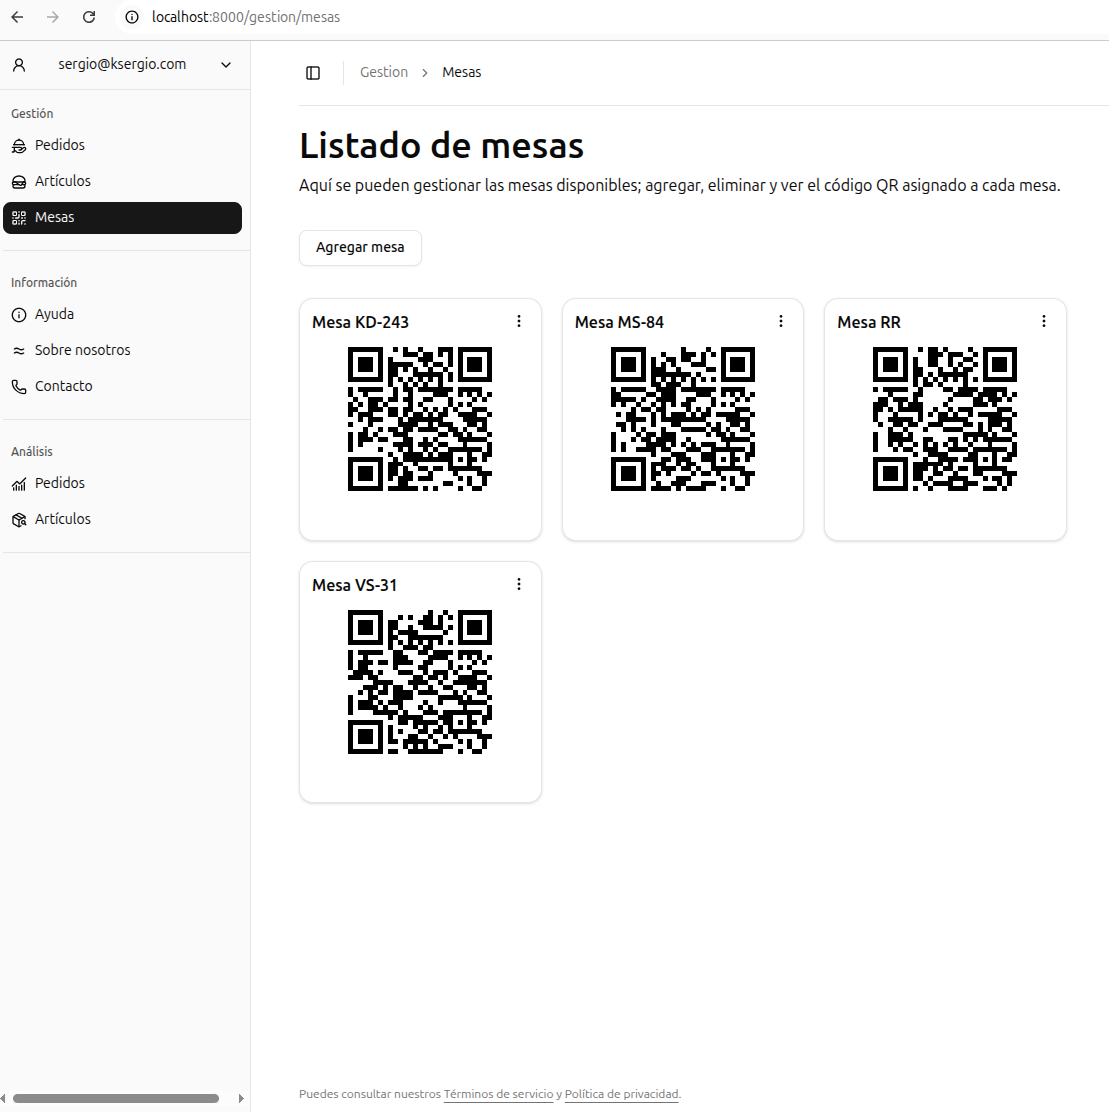 localhost:8000/gestion/mesas
sergio@ksergio.com
Gestión
Pedidos
Artículos
Mesas
Información
Ayuda
Sobre nosotros
Contacto
Análisis
Pedidos
Artículos
Gestion > Mesas
Listado de mesas
Aquí se pueden gestionar las mesas disponibles; agregar, eliminar y ver el código QR asignado a cada mesa.
Agregar mesa
Mesa KD-243
Mesa MS-84
Mesa RR
Mesa VS-31
Puedes consultar nuestros Términos de servicio y Política de privacidad.